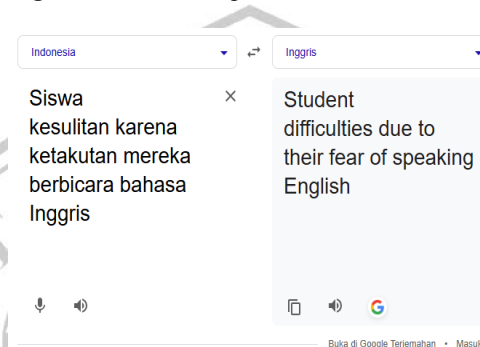 Indonesia
Inggris
Siswa
kesulitan karena
ketakutan mereka
berbicara bahasa
Inggris
Student
difficulties due to
their fear of speaking
English
Buka di Google Terjemahan • Masuk